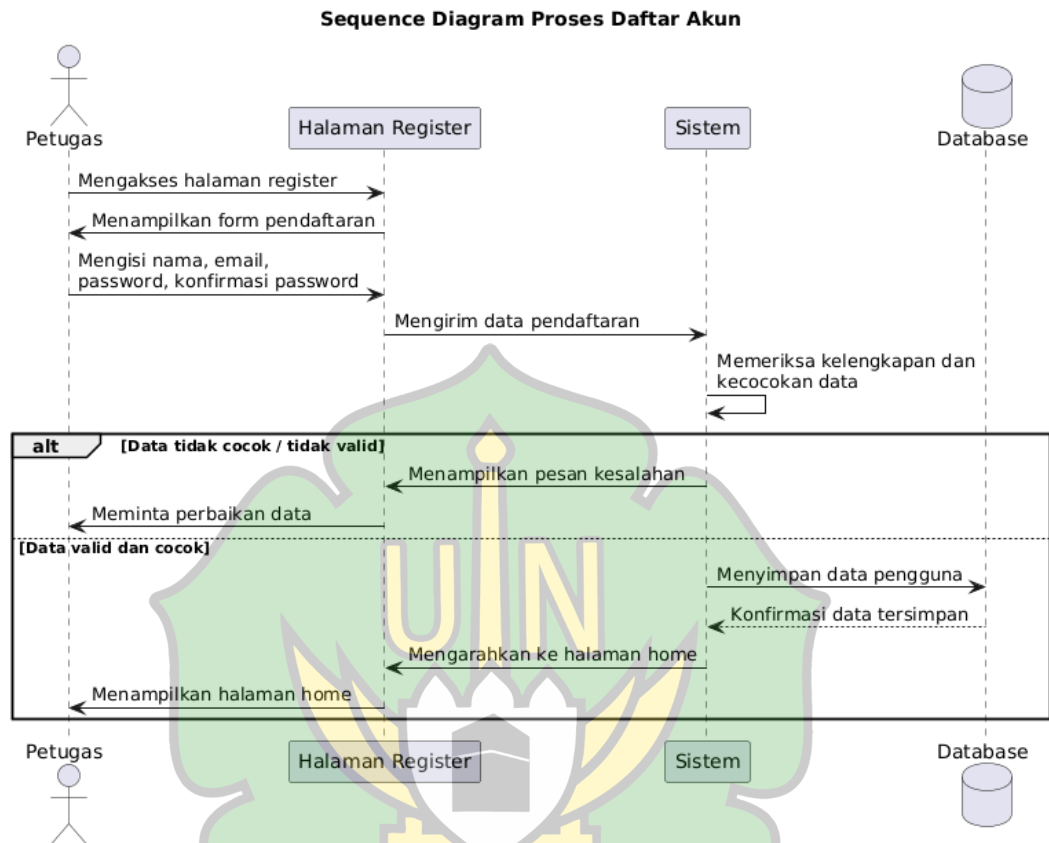 Sequence Diagram Proses Daftar Akun
Petugas
Halaman Register
Sistem
Database
Mengakses halaman register
Menampilkan form pendaftaran
Mengisi nama, email,
password, konfirmasi password
Mengirim data pendaftaran
Memeriksa kelengkapan dan
kecocokan data
alt [Data tidak cocok / tidak valid]
Menampilkan pesan kesalahan
Meminta perbaikan data
[Data valid dan cocok]
Menyimpan data pengguna
Konfirmasi data tersimpan
Mengarahkan ke halaman home
Menampilkan halaman home
UIN
Petugas
Halaman Register
Sistem
Database